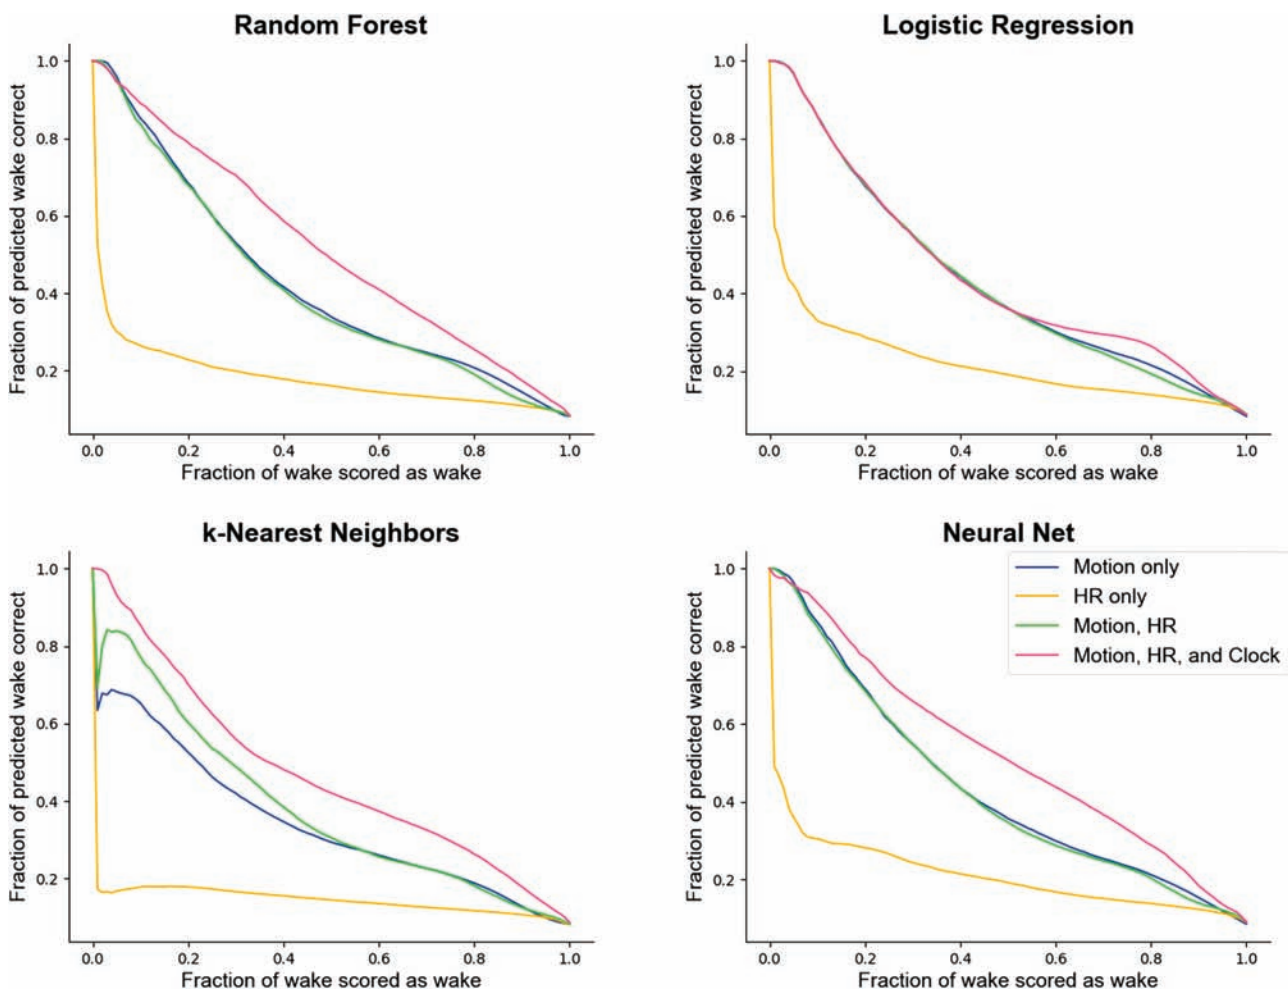 Random Forest
Fraction of predicted wake correct
1.0
0.8
0.6
0.4
0.2
0.0 0.2 0.4 0.6 0.8 1.0
Fraction of wake scored as wake
Logistic Regression
Fraction of predicted wake correct
1.0
0.8
0.6
0.4
0.2
0.0 0.2 0.4 0.6 0.8 1.0
Fraction of wake scored as wake
k-Nearest Neighbors
Fraction of predicted wake correct
1.0
0.8
0.6
0.4
0.2
0.0 0.2 0.4 0.6 0.8 1.0
Fraction of wake scored as wake
Neural Net
Motion only
HR only
Motion, HR
Motion, HR, and Clock
Fraction of predicted wake correct
1.0
0.8
0.6
0.4
0.2
0.0 0.2 0.4 0.6 0.8 1.0
Fraction of wake scored as wake